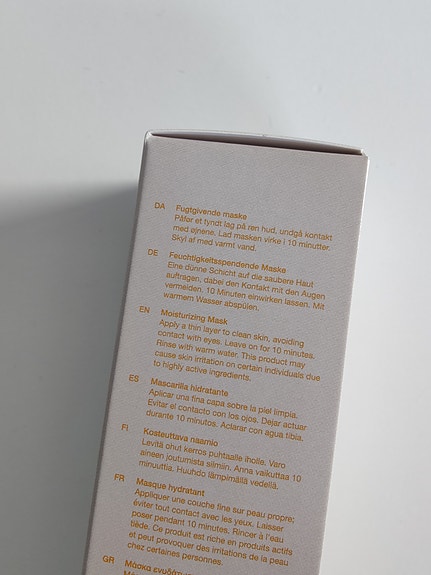 DA Fugtgivende maske
Påfør et tyndt lag på ren hud, undgå kontakt
med øjnene. Lad masken virke i 10 minutter.
Skyl af med varmt vand.
DE Feuchtigkeitsspendende Maske
Eine dünne Schicht auf die saubere Haut
auftragen, dabei den Kontakt mit den Augen
vermeiden. 10 Minuten einwirken lassen. Mit
warmem Wasser abspülen.
EN Moisturizing Mask
Apply a thin layer to clean skin, avoiding
contact with eyes. Leave on for 10 minutes.
Rinse with warm water. This product may
cause skin irritation on certain individuals due
to highly active ingredients.
ES Mascarilla hidratante
Aplicar una fina capa sobre la piel limpia.
Evitar el contacto con los ojos. Dejar actuar
durante 10 minutos. Aclarar con agua tibia.
FI Kosteuttava naamio
Levitä ohut kerros puhtaalle iholle. Varo
aineen joutumista silmiin. Anna vaikuttaa 10
minuuttia. Huuhdo lämpimällä vedellä.
FR Masque hydratant
Appliquer une couche fine sur peau propre;
éviter tout contact avec les yeux. Laisser
poser pendant 10 minutes. Rincer à l'eau
tiède. Ce produit est riche en produits actifs
et peut provoquer des irritations de la peau
chez certaines personnes.
GR Μάσκα